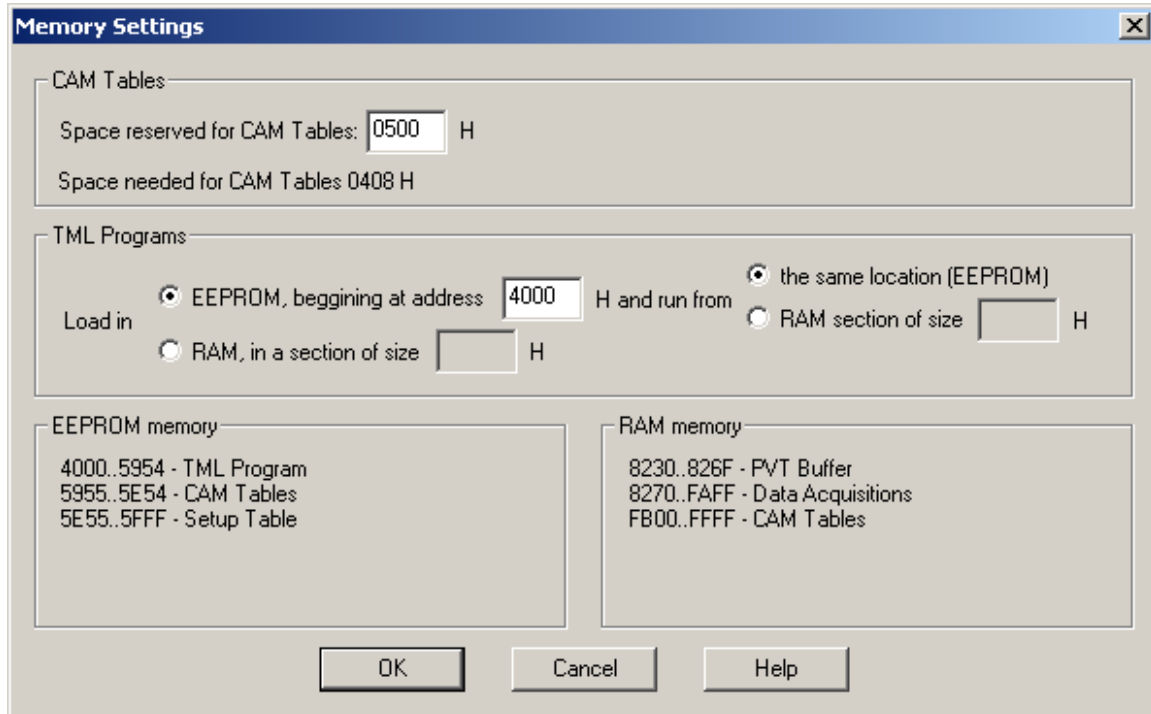 Memory Settings
CAM Tables
Space reserved for CAM Tables: 0500 H
Space needed for CAM Tables 0408 H
TML Programs
Load in
EEPROM, beggining at address 4000 H and run from
RAM, in a section of size H
the same location (EEPROM)
RAM section of size H
EEPROM memory
4000..5954 - TML Program
5955..5E54 - CAM Tables
5E55..5FFF - Setup Table
RAM memory
8230..826F - PVT Buffer
8270..FAFF - Data Acquisitions
FB00..FFFF - CAM Tables
OK
Cancel
Help